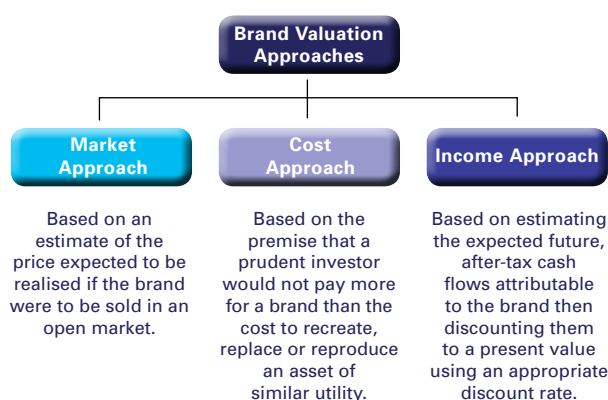 Brand Valuation
Approaches
Market
Approach
Based on an
estimate of the
price expected to be
realised if the brand
were to be sold in an
open market.
Cost
Approach
Based on the
premise that a
prudent investor
would not pay more
for a brand than the
cost to recreate,
replace or reproduce
an asset of
similar utility.
Income Approach
Based on estimating
the expected future,
after-tax cash
flows attributable
to the brand then
discounting them
to a present value
using an appropriate
discount rate.